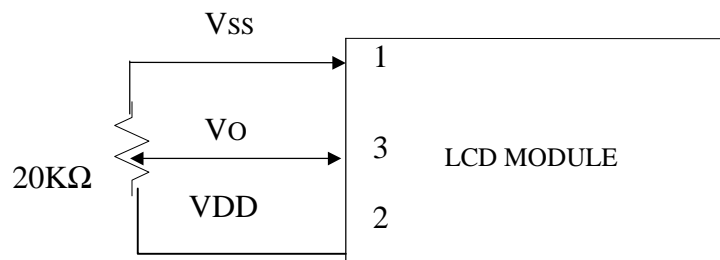 VSS
1
VO
3
LCD MODULE
20KΩ
VDD
2